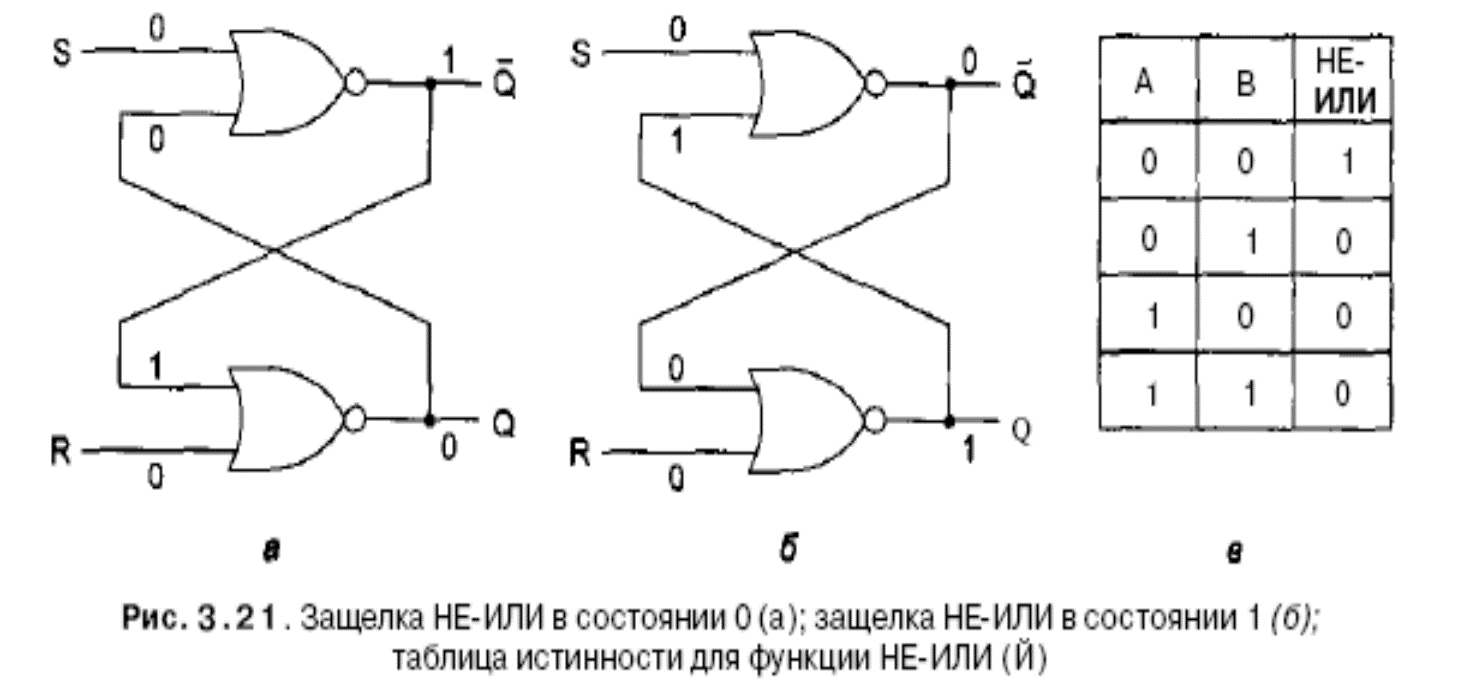 S 0 1 Q̄
0
1
R 0 0 Q
а
S 0 0 Q̄
1
0
R 0 1 Q
б
A B НЕ-ИЛИ
0 0 1
0 1 0
1 0 0
1 1 0
в
Рис. 3.21. Защелка НЕ-ИЛИ в состоянии 0 (а); защелка НЕ-ИЛИ в состоянии 1 (б);
таблица истинности для функции НЕ-ИЛИ (Й)